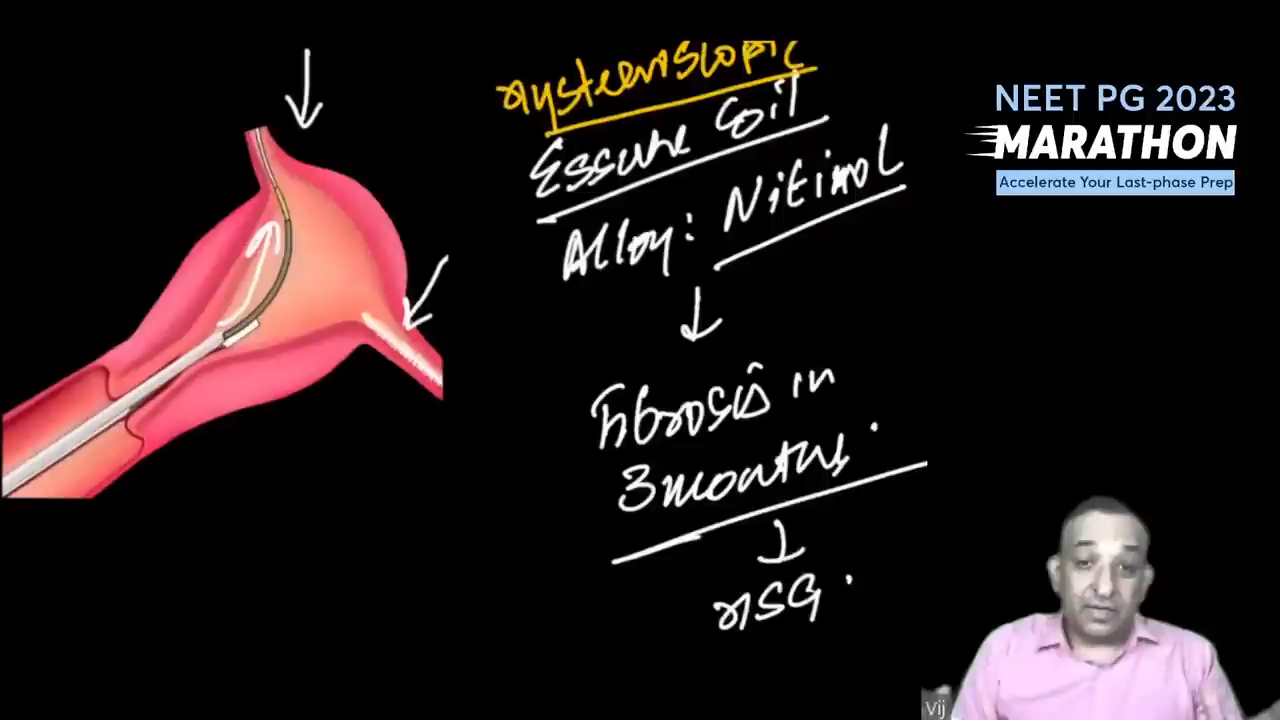 Hysteroscopic
Essure Coil
Alloy: Nitinol
Fibrosis in
3 months.
HSG.
NEET PG 2023
MARATHON
Accelerate Your Last-phase Prep
Vij